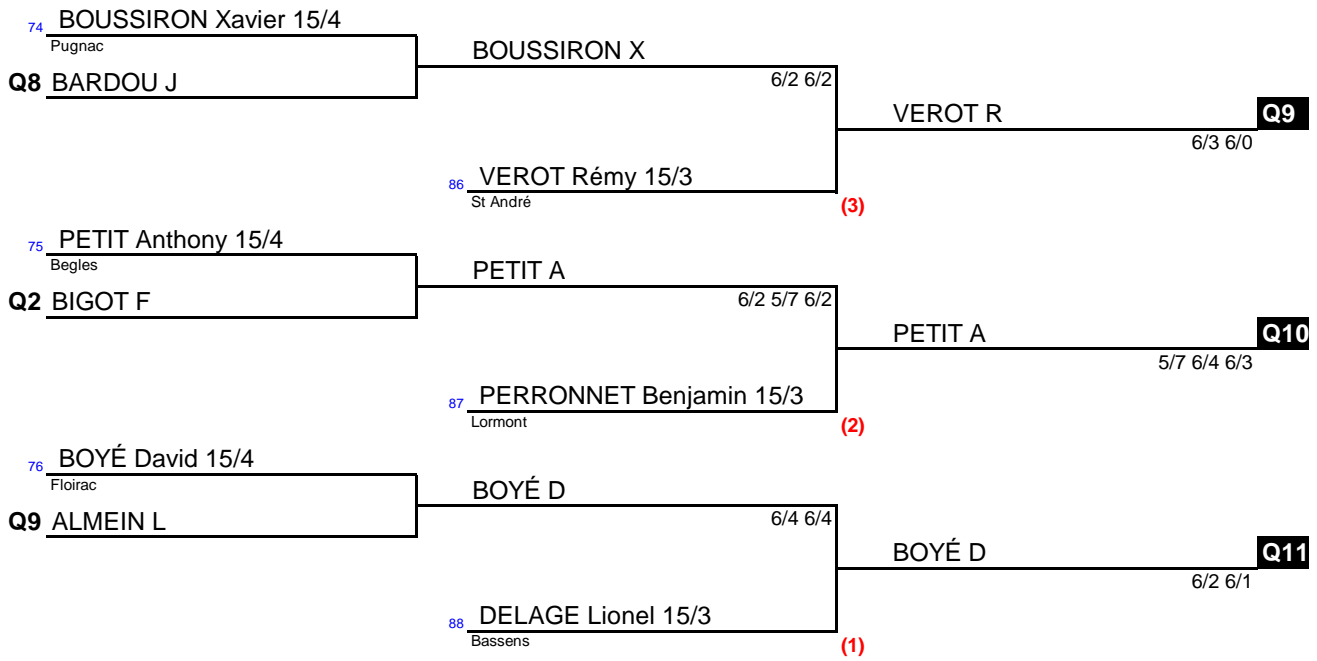 74 BOUSSIRON Xavier 15/4
Pugnac
BOUSSIRON X
Q8 BARDOU J
6/2 6/2
VEROT R
Q9
6/3 6/0
86 VEROT Rémy 15/3
St André
(3)
75 PETIT Anthony 15/4
Begles
PETIT A
Q2 BIGOT F
6/2 5/7 6/2
PETIT A
Q10
5/7 6/4 6/3
87 PERRONNET Benjamin 15/3
Lormont
(2)
76 BOYÉ David 15/4
Floirac
BOYÉ D
Q9 ALMEIN L
6/4 6/4
BOYÉ D
Q11
6/2 6/1
88 DELAGE Lionel 15/3
Bassens
(1)